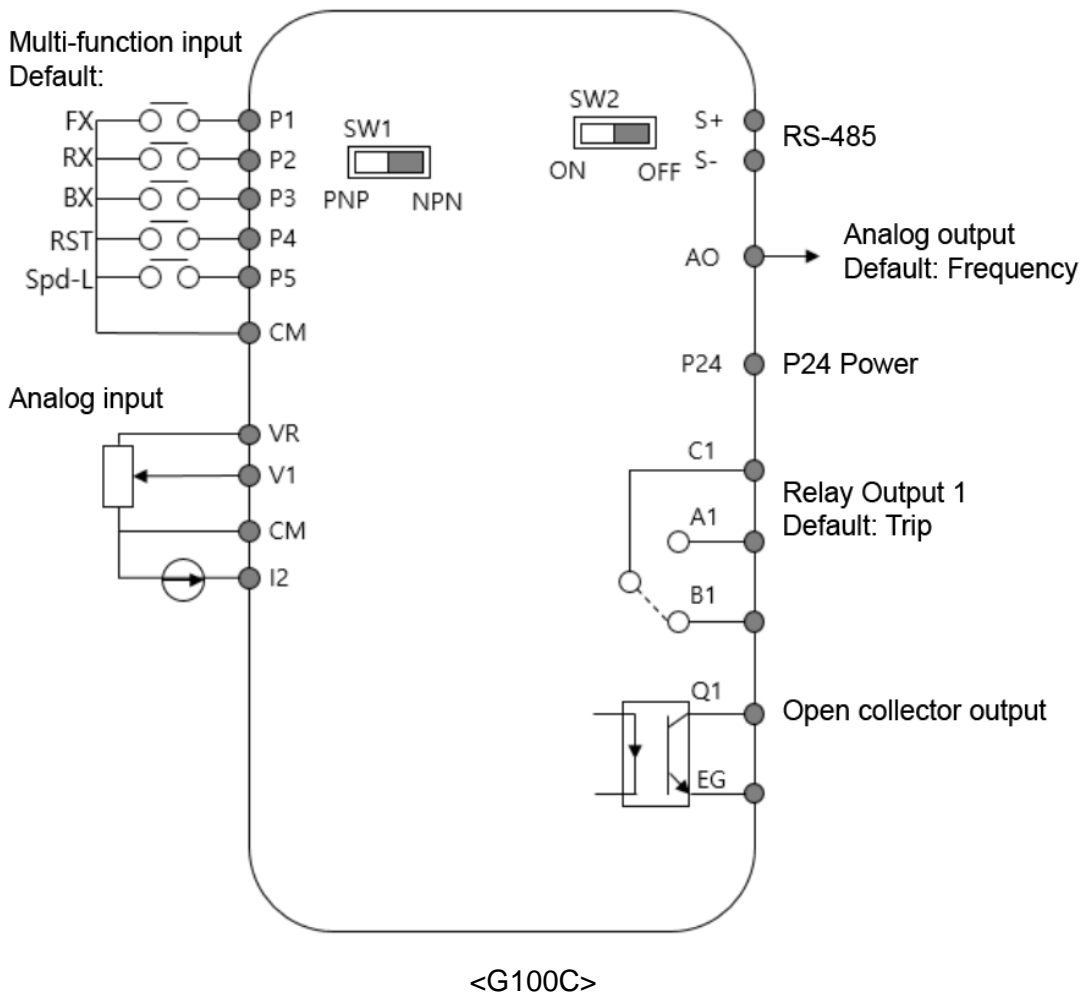 Multi-function input
Default:
FX
P1
RX
P2
BX
P3
RST
P4
Spd-L
P5
CM
SW1
PNP
NPN
SW2
ON
OFF
S+
S-
RS-485
AO
Analog output
Default: Frequency
P24
P24 Power
Analog input
VR
V1
CM
I2
C1
A1
B1
Relay Output 1
Default: Trip
Q1
EG
Open collector output
<G100C>